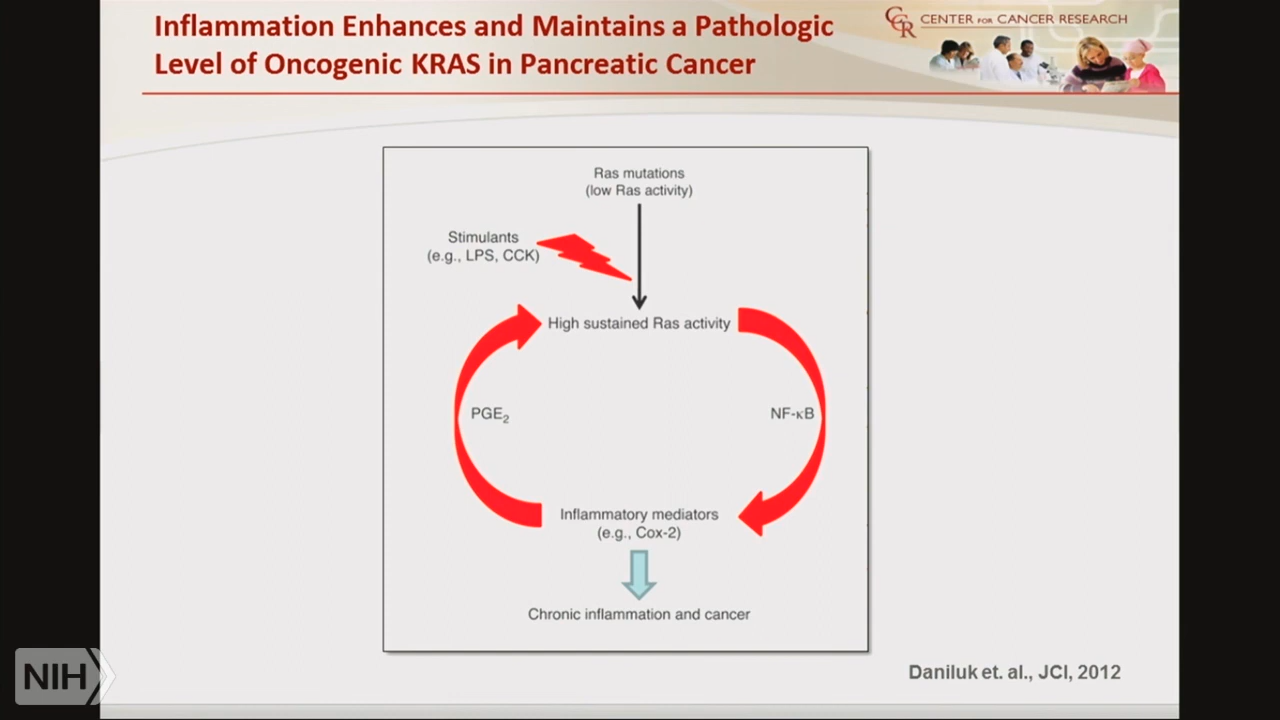 Inflammation Enhances and Maintains a Pathologic
Level of Oncogenic KRAS in Pancreatic Cancer
CCR CENTER FOR CANCER RESEARCH
Ras mutations
(low Ras activity)
Stimulants
(e.g., LPS, CCK)
High sustained Ras activity
PGE₂
NF-κB
Inflammatory mediators
(e.g., Cox-2)
Chronic inflammation and cancer
Daniluk et. al., JCI, 2012
NIH